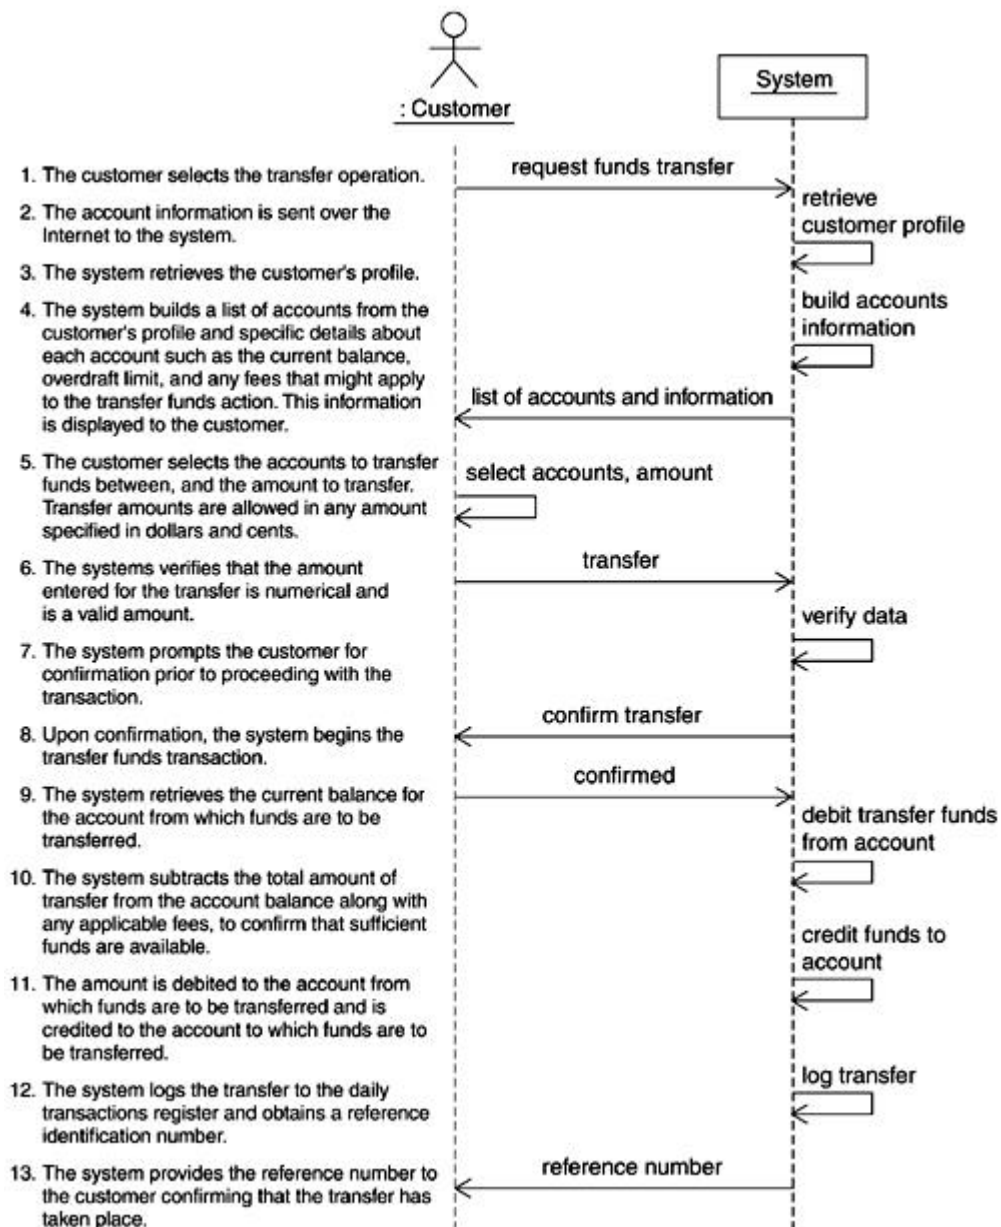 : Customer
System
1. The customer selects the transfer operation.
2. The account information is sent over the
Internet to the system.
3. The system retrieves the customer's profile.
4. The system builds a list of accounts from the
customer's profile and specific details about
each account such as the current balance,
overdraft limit, and any fees that might apply
to the transfer funds action. This information
is displayed to the customer.
5. The customer selects the accounts to transfer
funds between, and the amount to transfer.
Transfer amounts are allowed in any amount
specified in dollars and cents.
6. The systems verifies that the amount
entered for the transfer is numerical and
is a valid amount.
7. The system prompts the customer for
confirmation prior to proceeding with the
transaction.
8. Upon confirmation, the system begins the
transfer funds transaction.
9. The system retrieves the current balance for
the account from which funds are to be
transferred.
10. The system subtracts the total amount of
transfer from the account balance along with
any applicable fees, to confirm that sufficient
funds are available.
11. The amount is debited to the account from
which funds are to be transferred and is
credited to the account to which funds are to
be transferred.
12. The system logs the transfer to the daily
transactions register and obtains a reference
identification number.
13. The system provides the reference number to
the customer confirming that the transfer has
taken place.
request funds transfer
retrieve
customer profile
build accounts
information
list of accounts and information
select accounts, amount
transfer
verify data
confirm transfer
confirmed
debit transfer funds
from account
credit funds to
account
log transfer
reference number